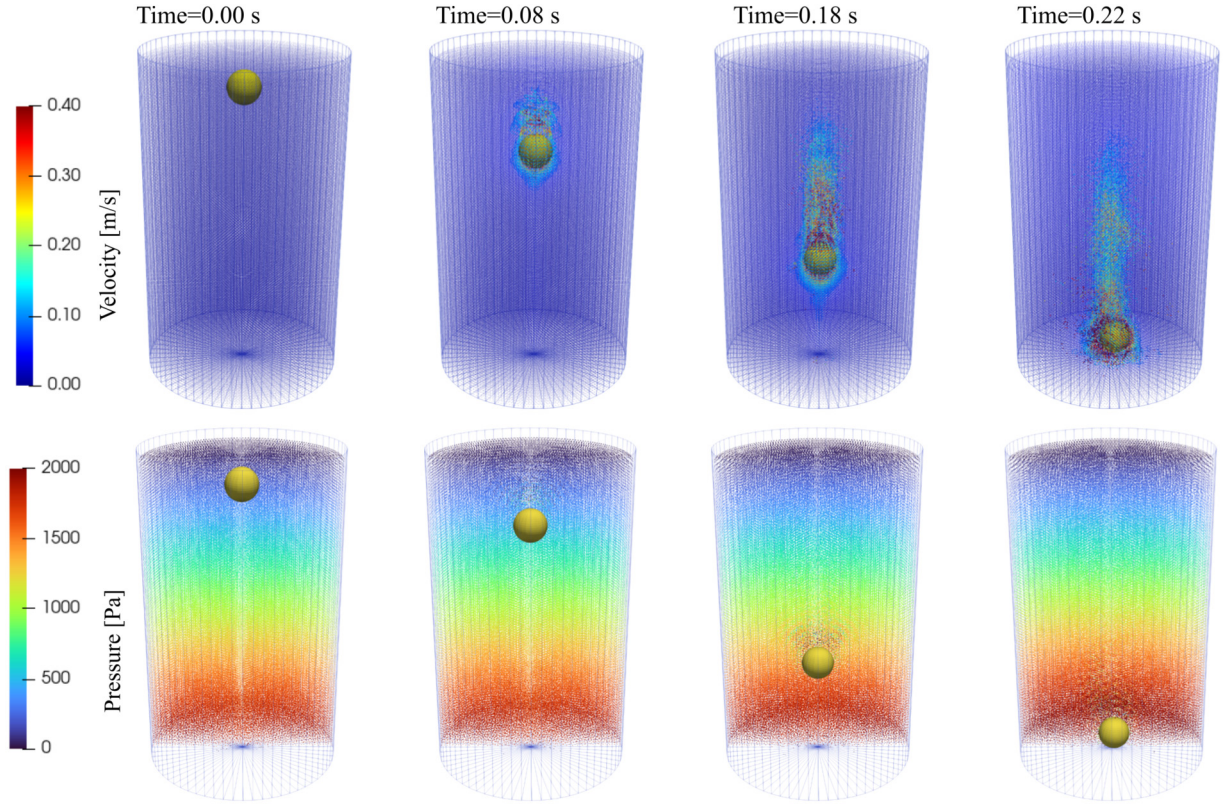 Time=0.00 s
Time=0.08 s
Time=0.18 s
Time=0.22 s
0.40
0.30
0.20
0.10
0.00
Velocity [m/s]
2000
1500
1000
500
0
Pressure [Pa]